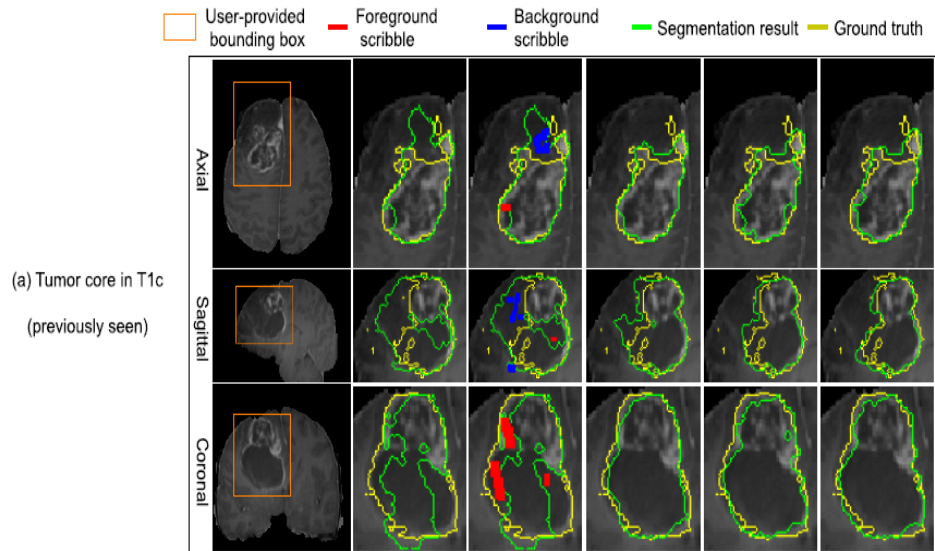 User-provided
bounding box
Foreground
scribble
Background
scribble
Segmentation result
Ground truth
Axial
(a) Tumor core in T1c
(previously seen)
Sagittal
Coronal